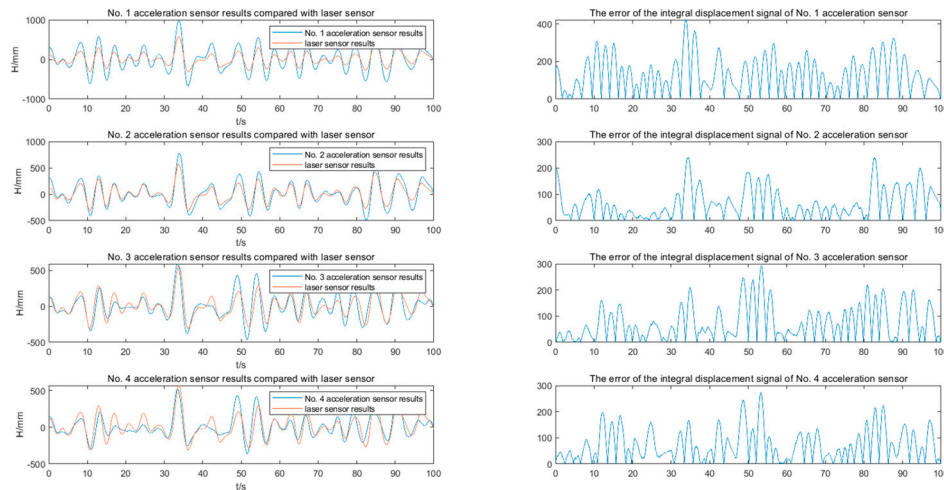 No. 1 acceleration sensor results compared with laser sensor
1000
0
-1000
H/mm
No. 1 acceleration sensor results
laser sensor results
0 10 20 30 40 50 60 70 80 90 100
t/s
The error of the integral displacement signal of No. 1 acceleration sensor
400
200
0
0 10 20 30 40 50 60 70 80 90 100
No. 2 acceleration sensor results compared with laser sensor
1000
500
0
-500
H/mm
No. 2 acceleration sensor results
laser sensor results
0 10 20 30 40 50 60 70 80 90 100
t/s
The error of the integral displacement signal of No. 2 acceleration sensor
300
200
100
0
0 10 20 30 40 50 60 70 80 90 100
No. 3 acceleration sensor results compared with laser sensor
500
0
-500
H/mm
No. 3 acceleration sensor results
laser sensor results
0 10 20 30 40 50 60 70 80 90 100
t/s
The error of the integral displacement signal of No. 3 acceleration sensor
300
200
100
0
0 10 20 30 40 50 60 70 80 90 100
No. 4 acceleration sensor results compared with laser sensor
500
0
-500
H/mm
No. 4 acceleration sensor results
laser sensor results
0 10 20 30 40 50 60 70 80 90 100
t/s
The error of the integral displacement signal of No. 4 acceleration sensor
300
200
100
0
0 10 20 30 40 50 60 70 80 90 100